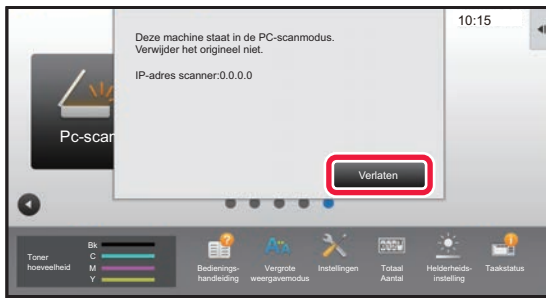 10:15
Deze machine staat in de PC-scanmodus.
Verwijder het origineel niet.
IP-adres scanner:0.0.0.0
Pc-scan
Verlaten
Toner
hoeveelheid
Bk
C
M
Y
Bedienings-
handleiding
Vergrote
weergavemodus
Instellingen
Totaal
Aantal
Helderheids-
instelling
Taakstatus